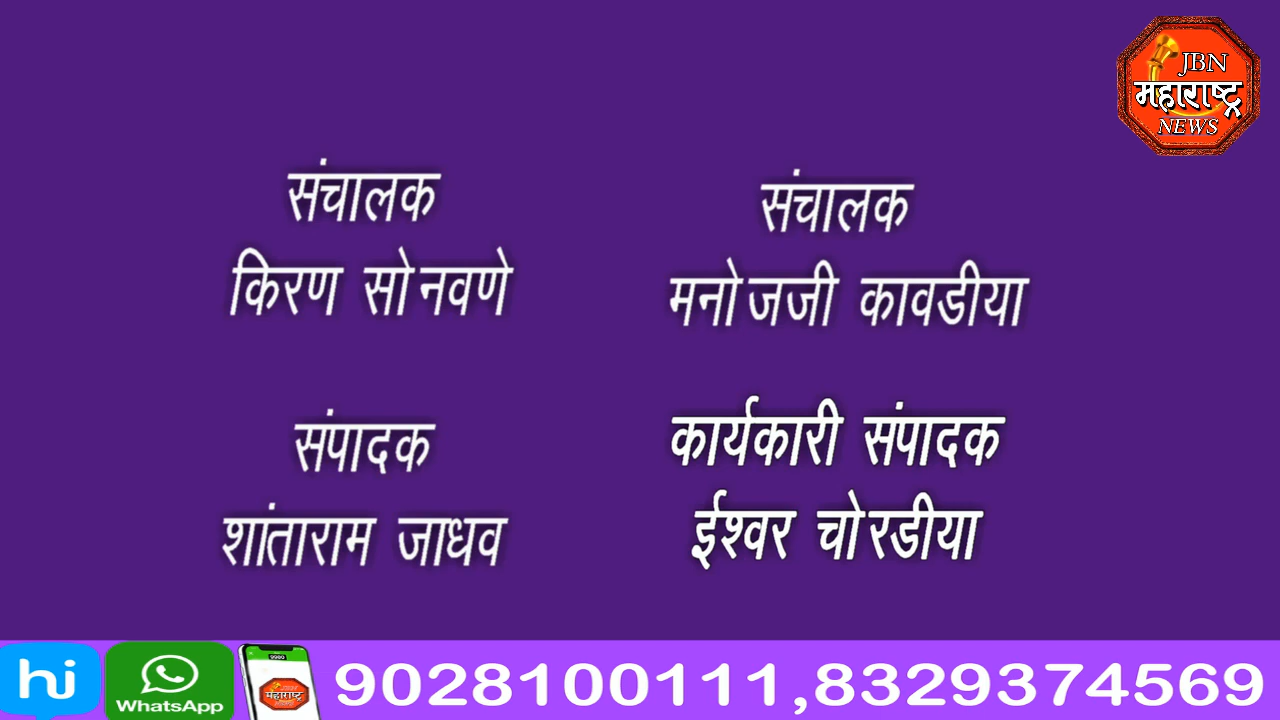 JBN
महाराष्ट्र
NEWS
संचालक
किरण सोनवणे
संचालक
मनोजजी कावडीया
संपादक
शांताराम जाधव
कार्यकारी संपादक
ईश्वर चोरडीया
hi
WhatsApp
महाराष्ट्र
9028100111,8329374569